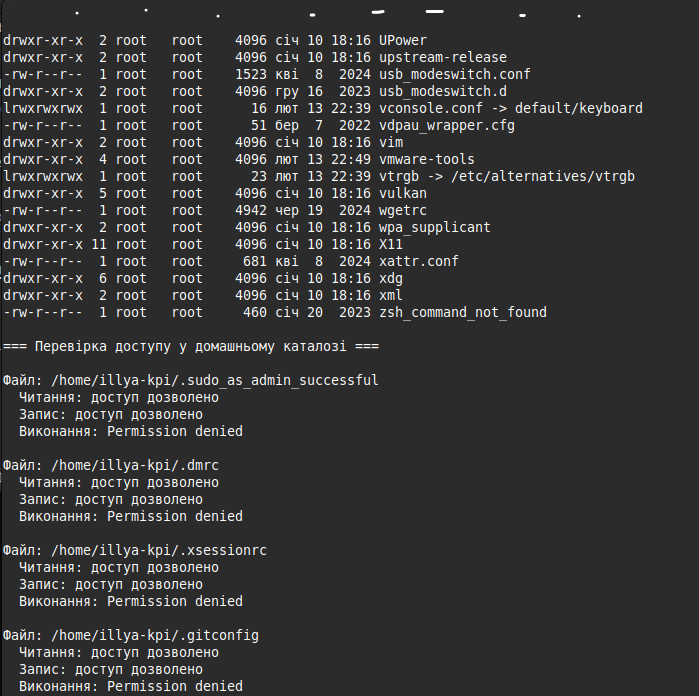 drwxr-xr-x  2 root   root    4096 січ 10 18:16 UPower
drwxr-xr-x  2 root   root    4096 січ 10 18:16 upstream-release
-rw-r--r--  1 root   root    1523 кві  8  2024 usb_modeswitch.conf
drwxr-xr-x  2 root   root    4096 гру 16  2023 usb_modeswitch.d
lrwxrwxrwx  1 root   root      16 лют 13 22:39 vconsole.conf -> default/keyboard
-rw-r--r--  1 root   root      51 бер  7  2022 vdpau_wrapper.cfg
drwxr-xr-x  2 root   root    4096 січ 10 18:16 vim
drwxr-xr-x  4 root   root    4096 лют 13 22:49 vmware-tools
lrwxrwxrwx  1 root   root      23 лют 13 22:39 vtrgb -> /etc/alternatives/vtrgb
drwxr-xr-x  5 root   root    4096 січ 10 18:16 vulkan
-rw-r--r--  1 root   root    4942 чер 19  2024 wgetrc
drwxr-xr-x  2 root   root    4096 січ 10 18:16 wpa_supplicant
drwxr-xr-x 11 root   root    4096 січ 10 18:16 X11
-rw-r--r--  1 root   root     681 кві  8  2024 xattr.conf
drwxr-xr-x  6 root   root    4096 січ 10 18:16 xdg
drwxr-xr-x  2 root   root    4096 січ 10 18:16 xml
-rw-r--r--  1 root   root     460 січ 20  2023 zsh_command_not_found
=== Перевірка доступу у домашньому каталозі ===
Файл: /home/illya-kpi/.sudo_as_admin_successful
  Читання: доступ дозволено
  Запис: доступ дозволено
  Виконання: Permission denied
Файл: /home/illya-kpi/.dmrc
  Читання: доступ дозволено
  Запис: доступ дозволено
  Виконання: Permission denied
Файл: /home/illya-kpi/.xsessionrc
  Читання: доступ дозволено
  Запис: доступ дозволено
  Виконання: Permission denied
Файл: /home/illya-kpi/.gitconfig
  Читання: доступ дозволено
  Запис: доступ дозволено
  Виконання: Permission denied